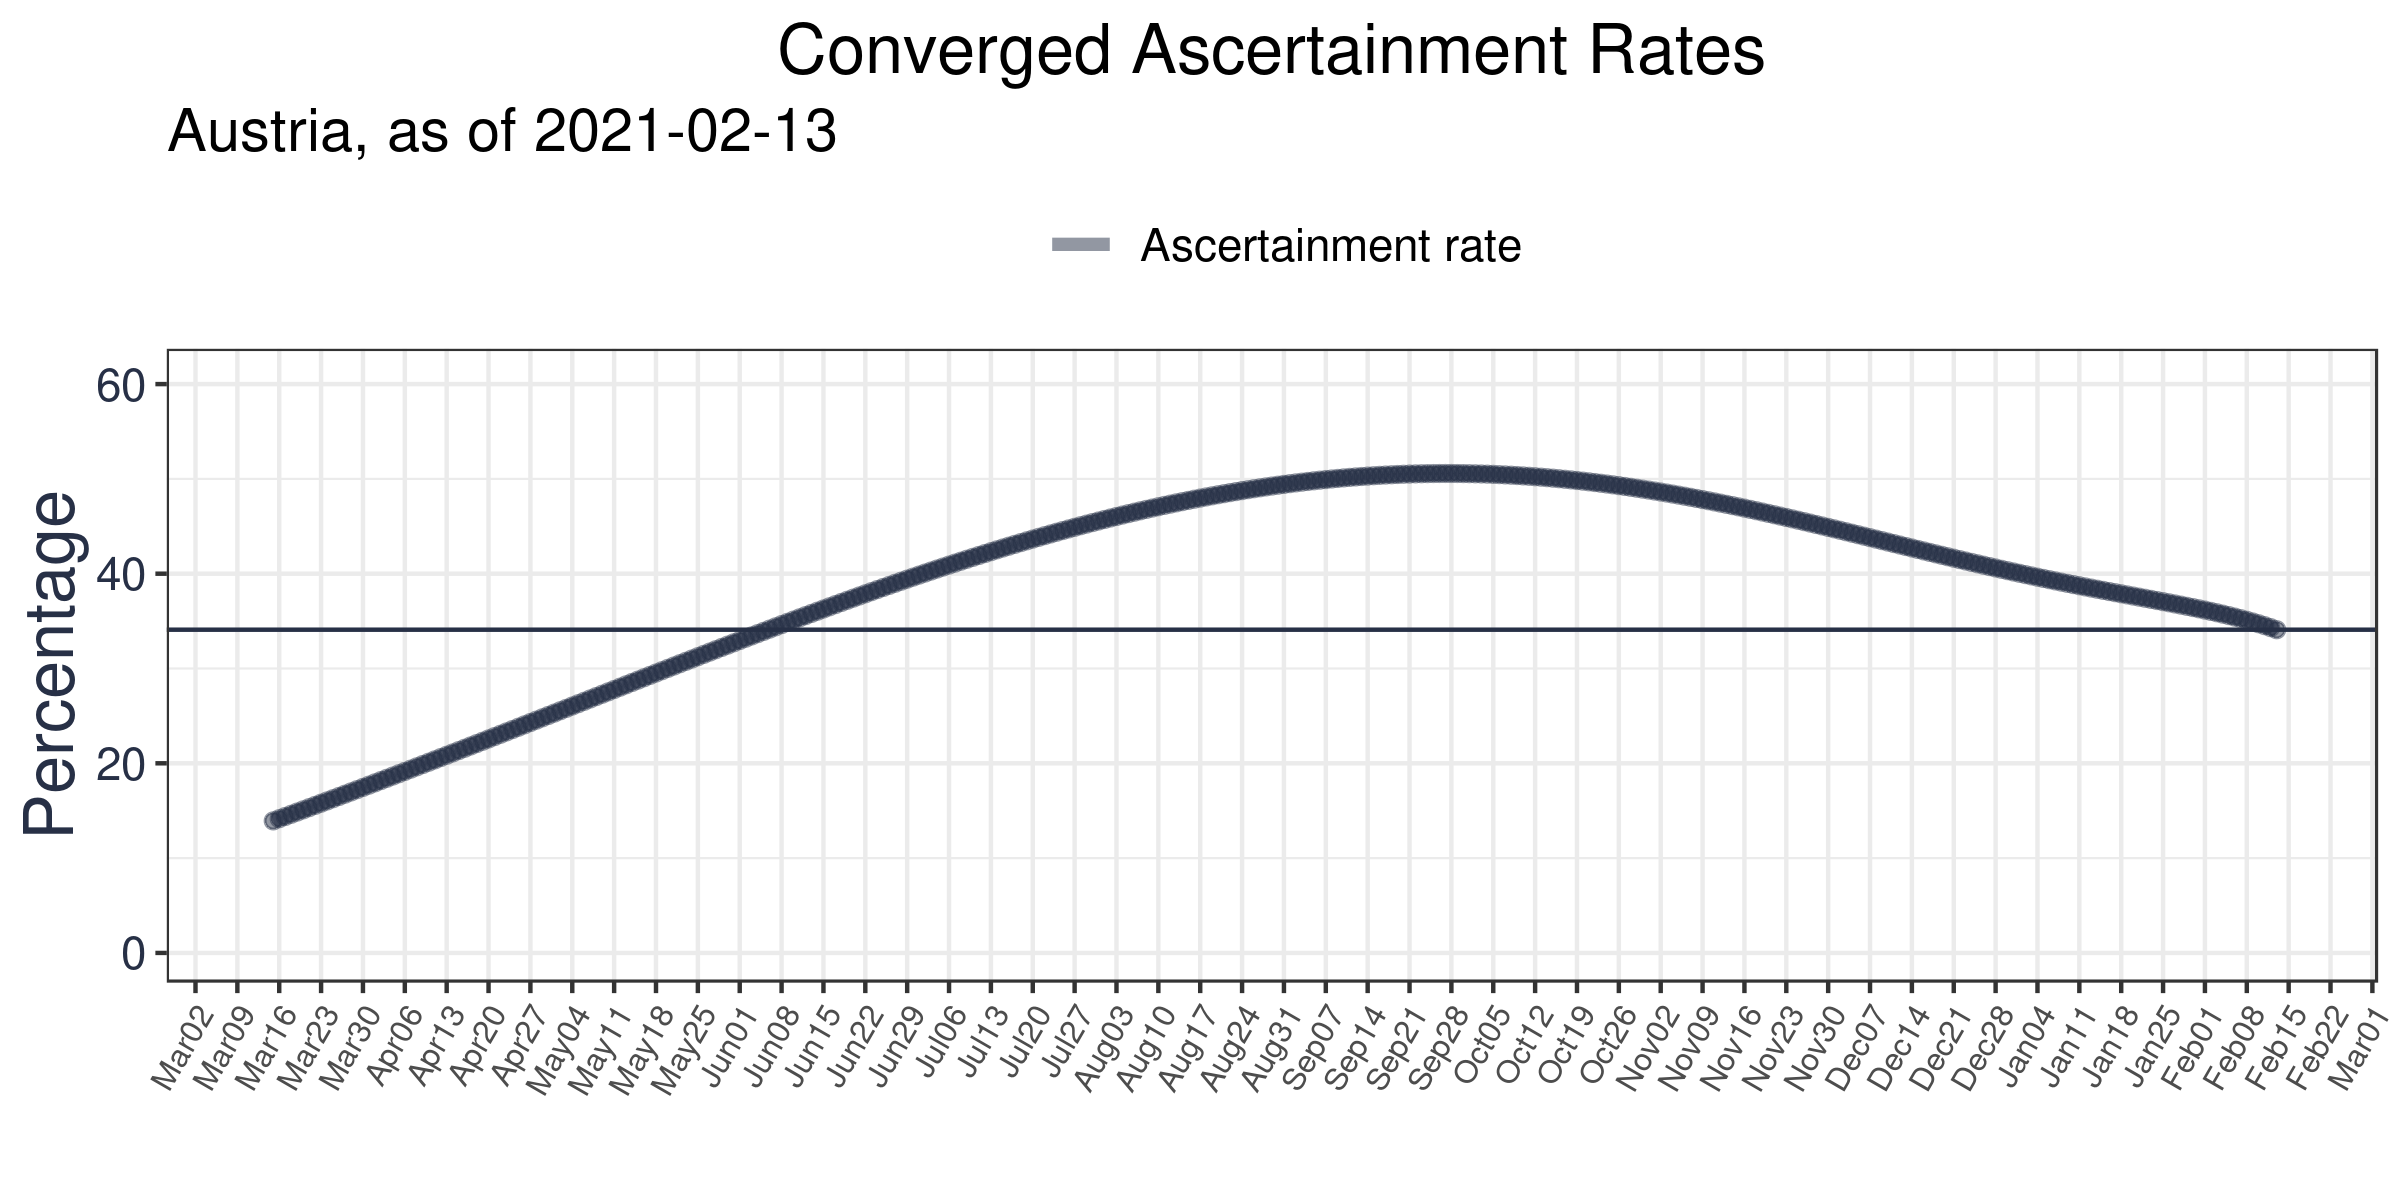 Converged Ascertainment Rates
Austria, as of 2021-02-13
Ascertainment rate
Percentage
60
40
20
0
Mar02 Mar09 Mar16 Mar23 Mar30 Apr06 Apr13 Apr20 Apr27 May04 May11 May18 May25 Jun01 Jun08 Jun15 Jun22 Jun29 Jul06 Jul13 Jul20 Jul27 Aug03 Aug10 Aug17 Aug24 Aug31 Sep07 Sep14 Sep21 Sep28 Oct05 Oct12 Oct19 Oct26 Nov02 Nov09 Nov16 Nov23 Nov30 Dec07 Dec14 Dec21 Dec28 Jan04 Jan11 Jan18 Jan25 Feb01 Feb08 Feb15 Feb22 Mar01